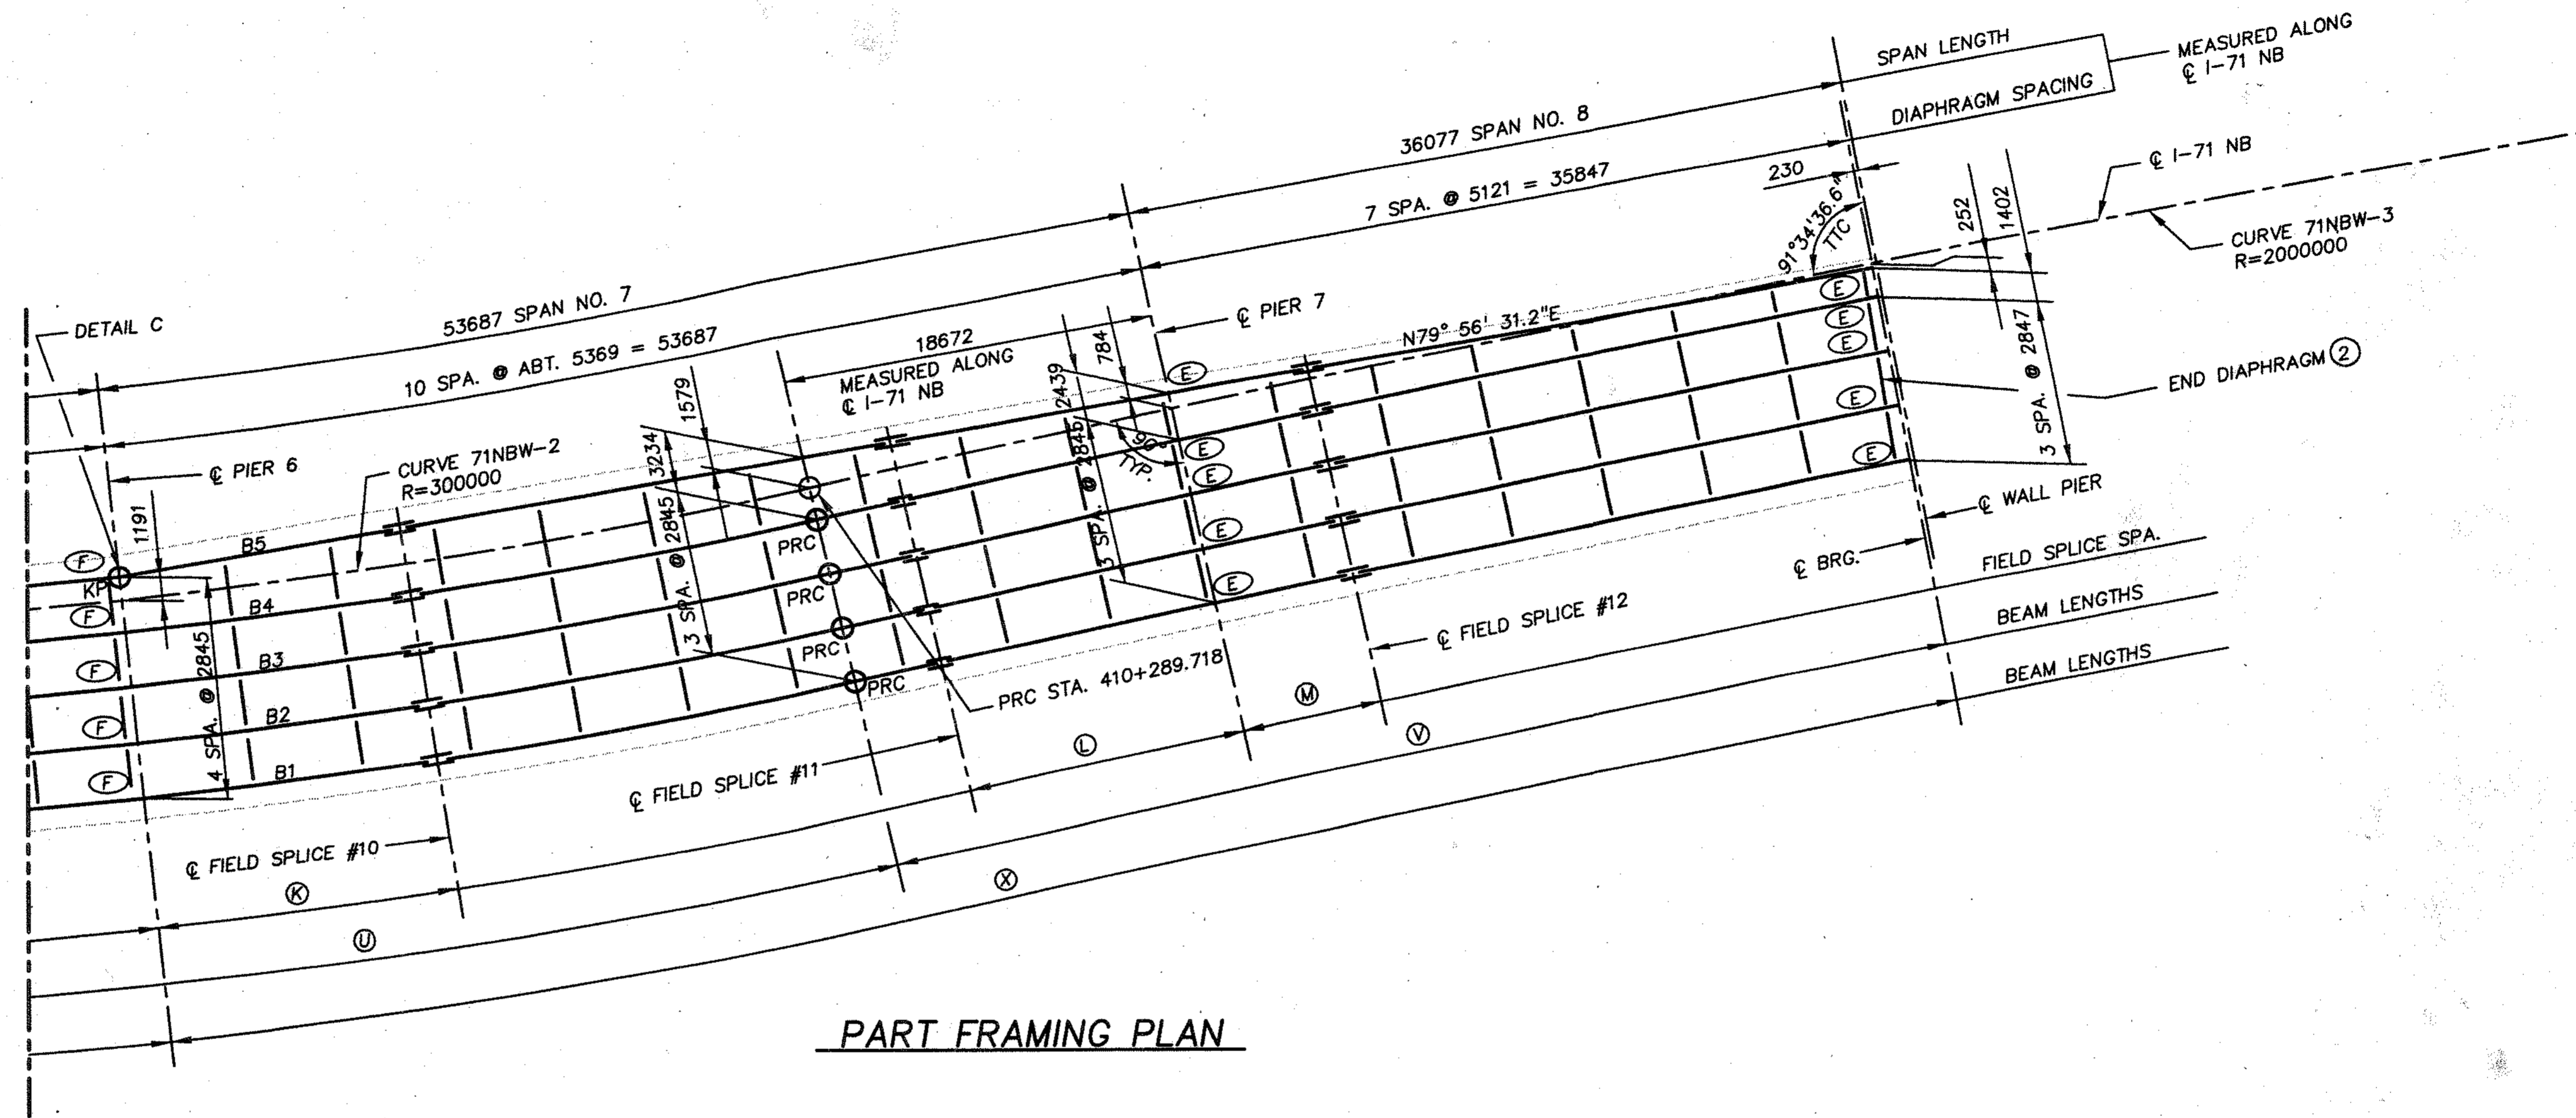 SPAN LENGTH
MEASURED ALONG
℄ I-71 NB
DIAPHRAGM SPACING
36077 SPAN NO. 8
7 SPA. @ 5121 = 35847
230
℄ I-71 NB
252
1402
CURVE 71NBW-3
R=2000000
91°34'36.6"
TTC
53687 SPAN NO. 7
10 SPA. @ ABT. 5369 = 53687
DETAIL C
18672
MEASURED ALONG
℄ I-71 NB
℄ PIER 7
N79° 56' 31.2"E
784
2439
1579
3234
℄ PIER 6
CURVE 71NBW-2
R=300000
1191
90°
TYP.
3 SPA. @ 2845
3 SPA. @ 2845
3 SPA. @ 2847
END DIAPHRAGM 2
E
E
E
E
E
E
E
E
E
E
F
KP
F
F
F
F
B5
B4
B3
B2
B1
4 SPA. @ 2845
PRC
PRC
PRC
PRC
PRC STA. 410+289.718
℄ WALL PIER
℄ BRG.
FIELD SPLICE SPA.
BEAM LENGTHS
BEAM LENGTHS
℄ FIELD SPLICE #12
℄ FIELD SPLICE #11
℄ FIELD SPLICE #10
M
L
V
K
X
U
PART FRAMING PLAN